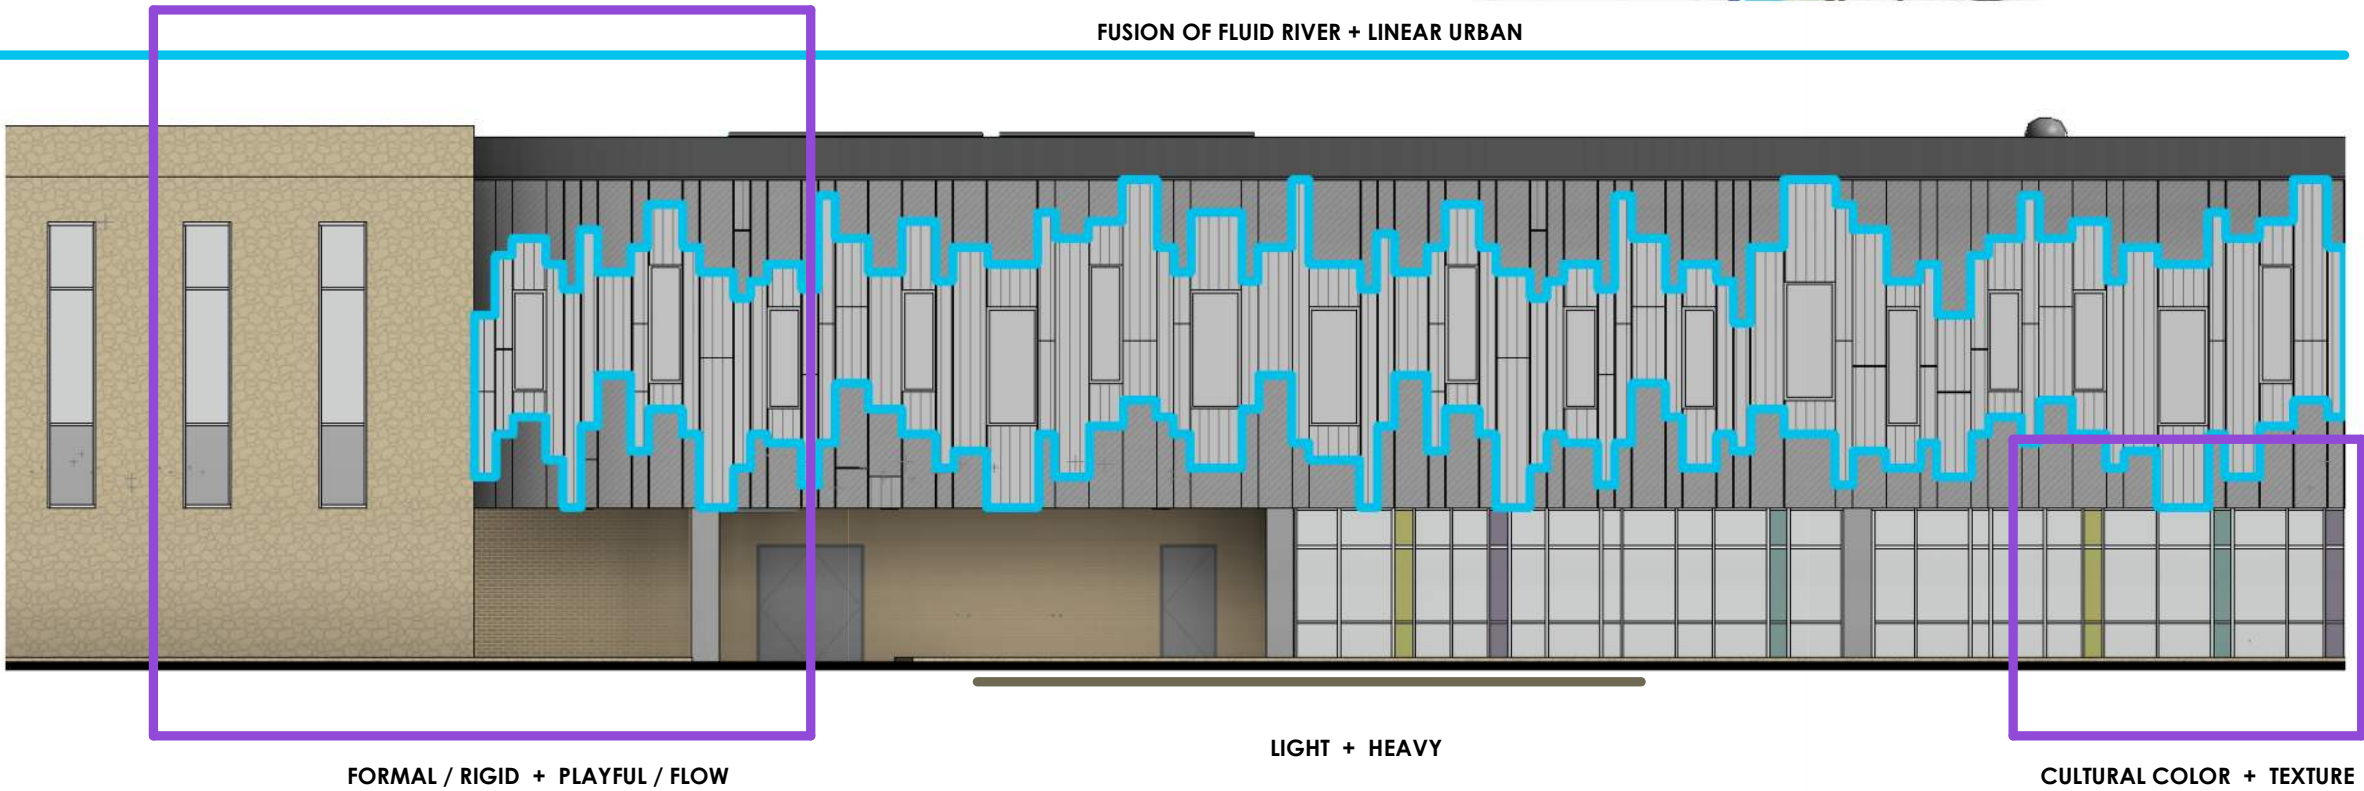 FUSION OF FLUID RIVER + LINEAR URBAN
LIGHT + HEAVY
FORMAL / RIGID + PLAYFUL / FLOW
CULTURAL COLOR + TEXTURE